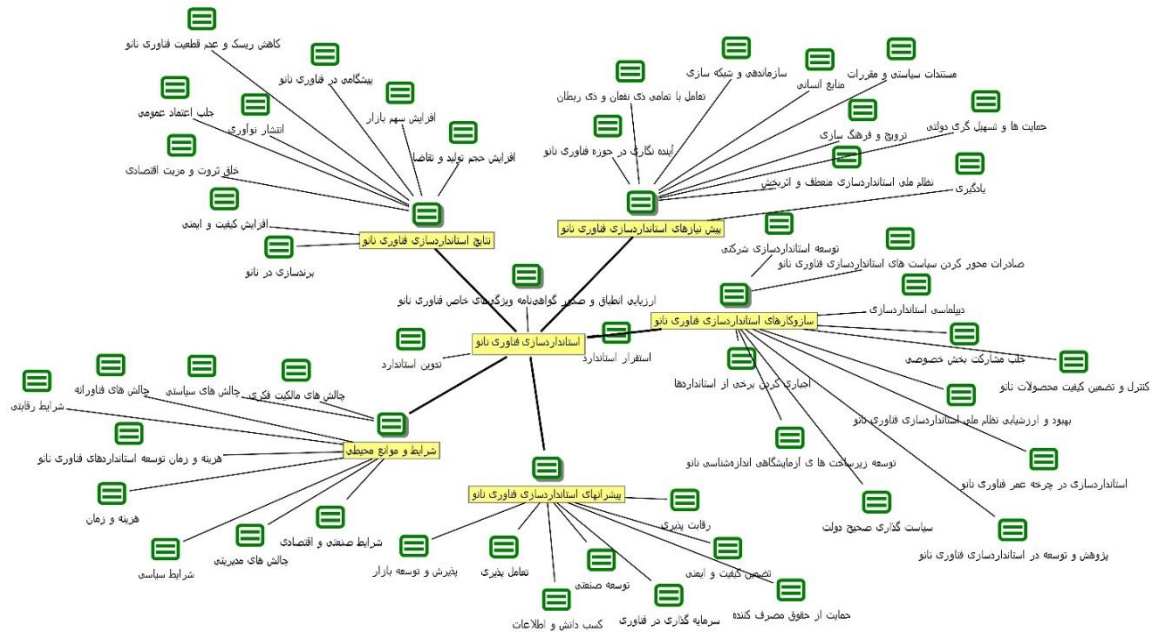 کاهش ریسک و عدم قطعیت فناوری نانو
پیشگامی در فناوری نانو
افزایش سهم بازار
جلب اعتماد عمومی
انتشار نوآوری
افزایش حجم تولید و تقاضا
خلق ثروت و مزیت اقتصادی
افزایش کیفیت و ایمنی
برندسازی در نانو
نتایج استانداردسازی فناوری نانو
مستندات سیاستی و مقررات
منابع انسانی
سازماندهی و شبکه سازی
تعامل با تمامی ذی نفعان و ذی ربطان
حمایت ها و تسهیل گری دولتی
ترویج و فرهنگ سازی
آینده نگاری در حوزه فناوری نانو
نظام ملی استانداردسازی منعطف و اثربخش
یادگیری
پیش نیازهای استانداردسازی فناوری نانو
توسعه استانداردسازی شرکتی
صادرات محور کردن سیاست های استانداردسازی فناوری نانو
دیپلماسی استانداردسازی
سازوکارهای استانداردسازی فناوری نانو
ارزیابی انطباق و صدور گواهی‌نامه ویژگی‌های خاص فناوری نانو
استانداردسازی فناوری نانو
استقرار استاندارد
تدوین استاندارد
جلب مشارکت بخش خصوصی
کنترل و تضمین کیفیت محصولات نانو
اجباری کردن برخی از استانداردها
بهبود و ارزشیابی نظام ملی استانداردسازی فناوری نانو
توسعه زیرساخت ها ی آزمایشگاهی اندازه‌شناسی نانو
استانداردسازی در چرخه عمر فناوری نانو
سیاست گذاری صحیح دولت
پژوهش و توسعه در استانداردسازی فناوری نانو
چالش های مالکیت فکری
چالش های سیاستی
چالش های فناورانه
شرایط رقابتی
شرایط و موانع محیطی
هزینه و زمان توسعه استانداردهای فناوری نانو
هزینه و زمان
شرایط صنعتی و اقتصادی
چالش های مدیریتی
شرایط سیاسی
پیشرانهای استانداردسازی فناوری نانو
رقابت پذیری
تضمین کیفیت و ایمنی
حمایت از حقوق مصرف کننده
توسعه صنعتی
سرمایه گذاری در فناوری
تعامل پذیری
کسب دانش و اطلاعات
پذیرش و توسعه بازار